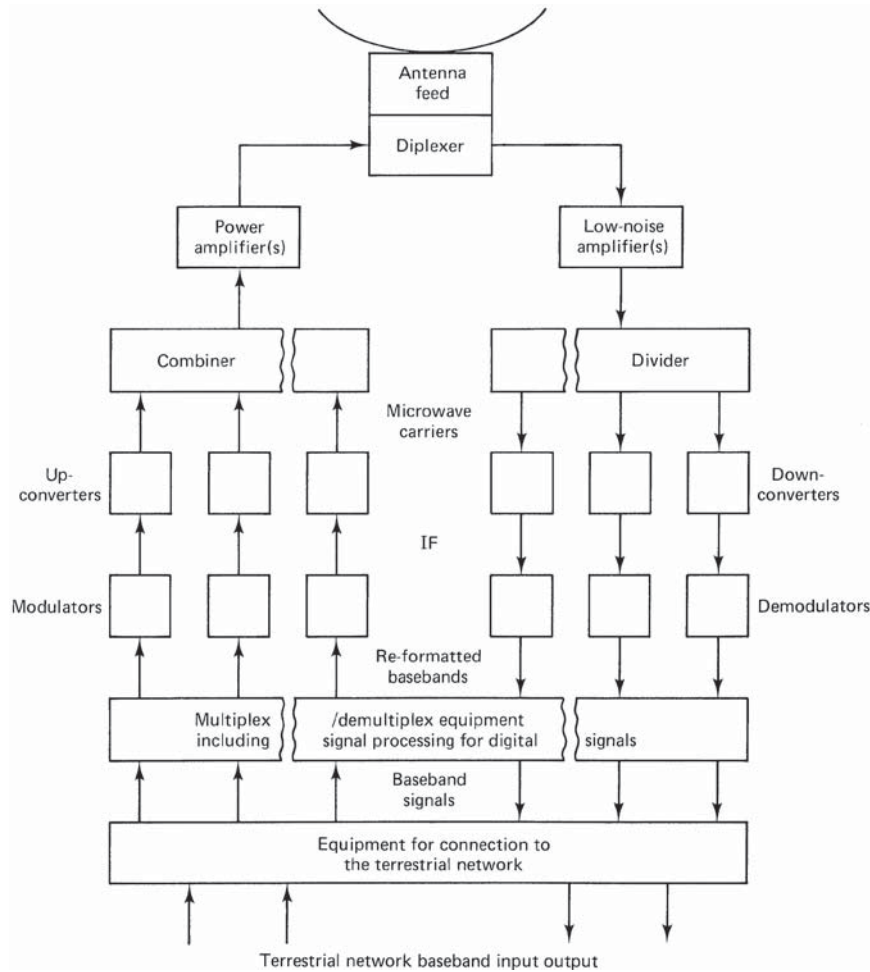 Antenna
feed
Diplexer
Power
amplifier(s)
Low-noise
amplifier(s)
Combiner
Divider
Microwave
carriers
Up-
converters
Down-
converters
IF
Modulators
Demodulators
Re-formatted
basebands
Multiplex /demultiplex equipment
including signal processing for digital signals
Baseband
signals
Equipment for connection to
the terrestrial network
Terrestrial network baseband input output